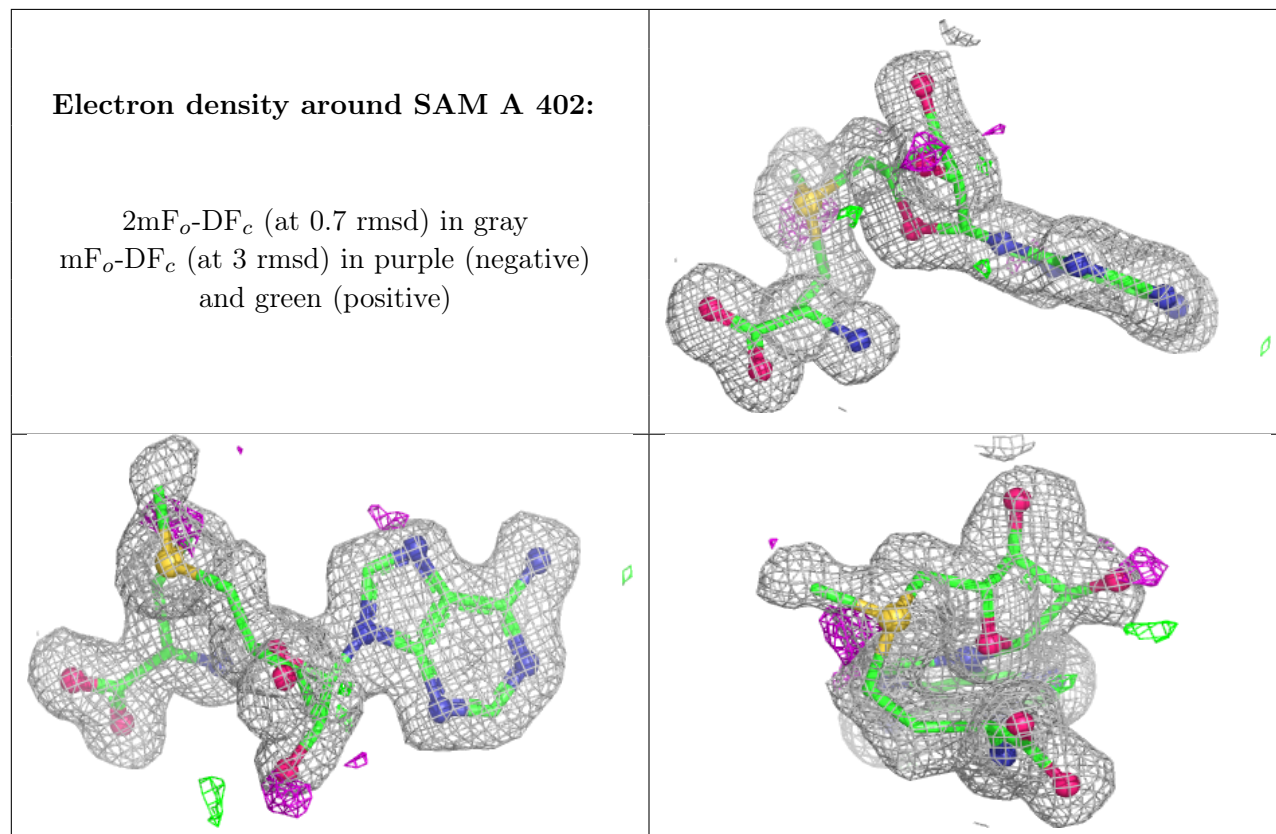 Electron density around SAM A 402:
2mFo-DFc (at 0.7 rmsd) in gray
mFo-DFc (at 3 rmsd) in purple (negative)
and green (positive)